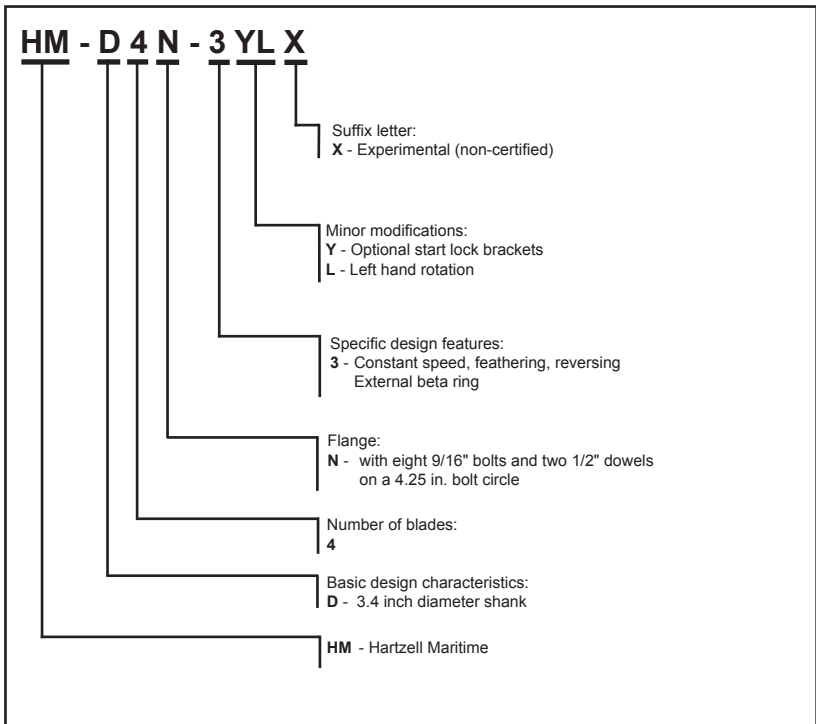 HM - D 4 N - 3 YL X
Suffix letter:
X - Experimental (non-certified)
Minor modifications:
Y - Optional start lock brackets
L - Left hand rotation
Specific design features:
3 - Constant speed, feathering, reversing
External beta ring
Flange:
N - with eight 9/16" bolts and two 1/2" dowels
on a 4.25 in. bolt circle
Number of blades:
4
Basic design characteristics:
D - 3.4 inch diameter shank
HM - Hartzell Maritime